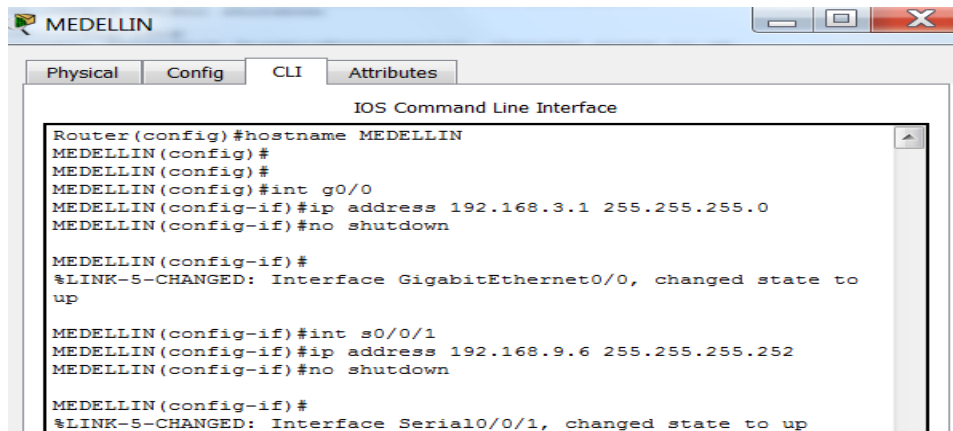 MEDELLIN
Physical Config CLI Attributes
IOS Command Line Interface
Router(config)#hostname MEDELLIN
MEDELLIN(config)#
MEDELLIN(config)#
MEDELLIN(config)#int g0/0
MEDELLIN(config-if)#ip address 192.168.3.1 255.255.255.0
MEDELLIN(config-if)#no shutdown
MEDELLIN(config-if)#
%LINK-5-CHANGED: Interface GigabitEthernet0/0, changed state to
up
MEDELLIN(config-if)#int s0/0/1
MEDELLIN(config-if)#ip address 192.168.9.6 255.255.255.252
MEDELLIN(config-if)#no shutdown
MEDELLIN(config-if)#
%LINK-5-CHANGED: Interface Serial0/0/1, changed state to up